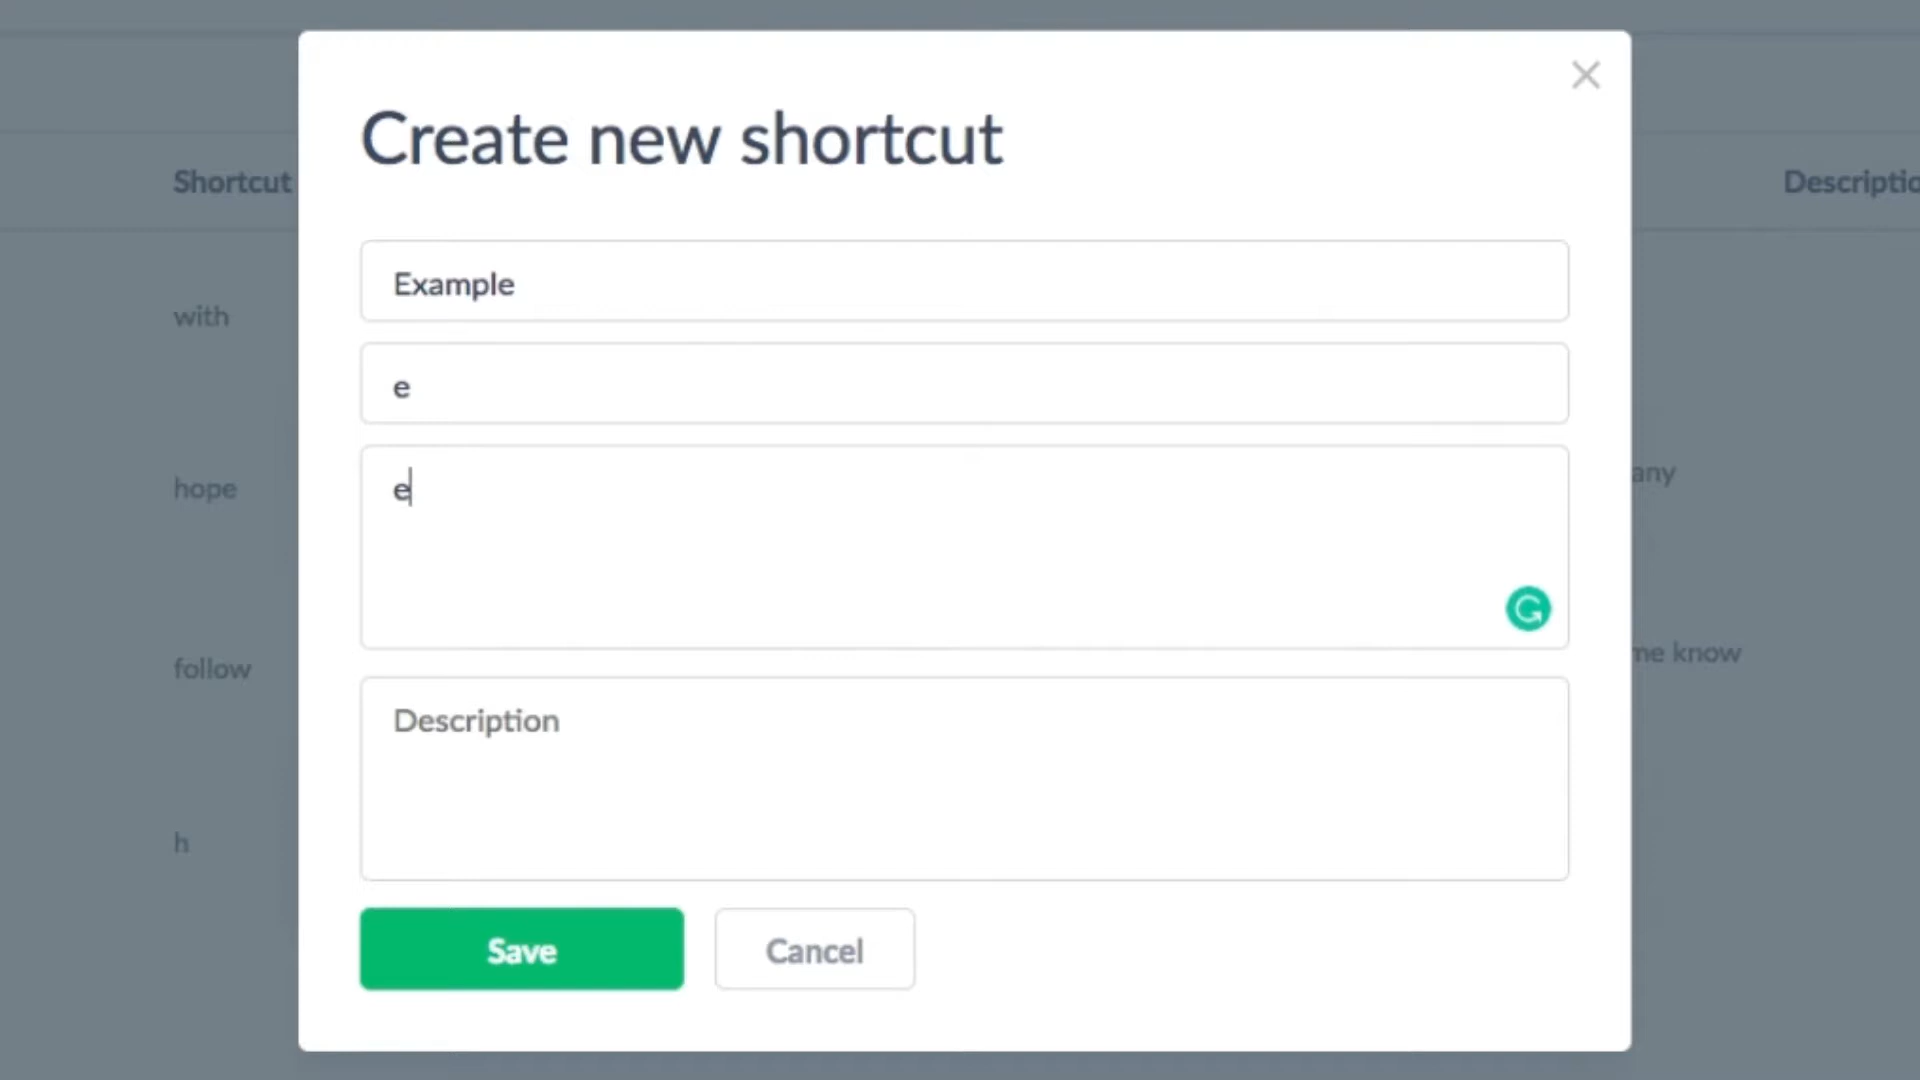 Create new shortcut
Shortcut
Descriptio
Example
with
e
hope
e
any
follow
me know
Description
h
Save
Cancel